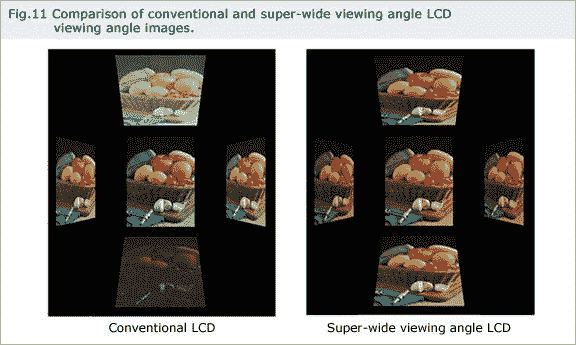 Fig.11 Comparison of conventional and super-wide viewing angle LCD
viewing angle images.
Conventional LCD
Super-wide viewing angle LCD